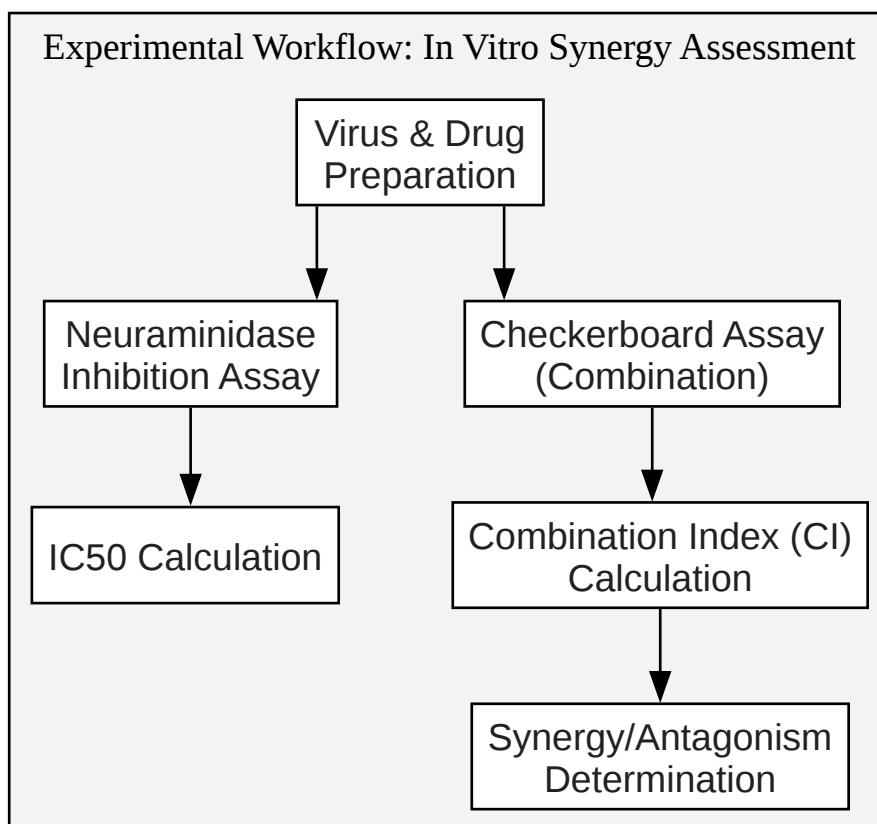 Experimental Workflow: In Vitro Synergy Assessment
Virus & Drug
Preparation
Neuraminidase
Inhibition Assay
Checkerboard Assay
(Combination)
IC50 Calculation
Combination Index (CI)
Calculation
Synergy/Antagonism
Determination